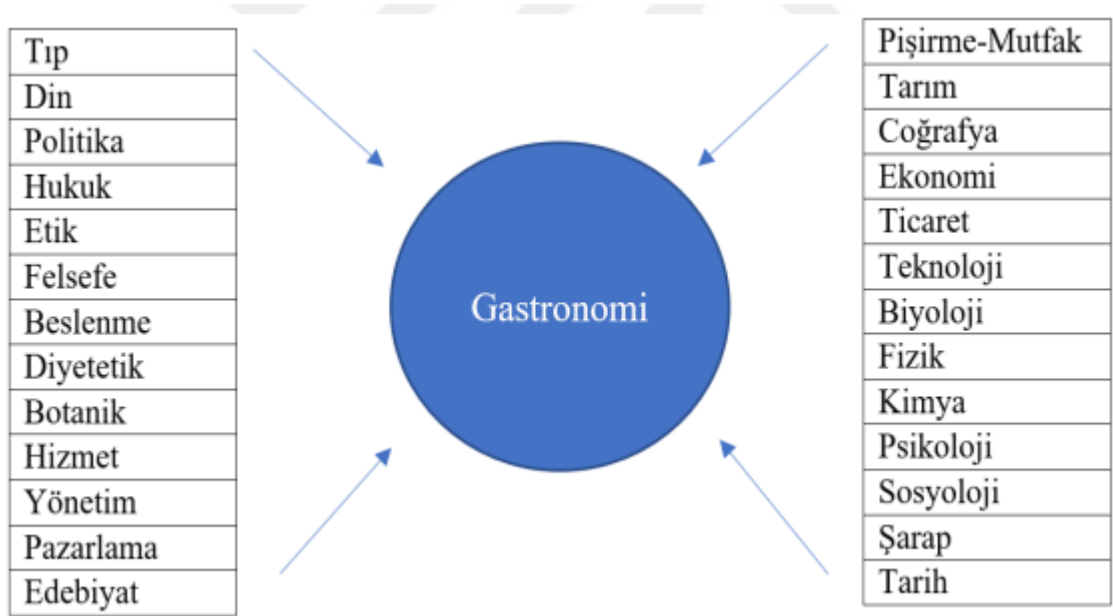 Tıp
Din
Politika
Hukuk
Etik
Felsefe
Beslenme
Diyetetik
Botanik
Hizmet
Yönetim
Pazarlama
Edebiyat
Gastronomi
Pişirme-Mutfak
Tarım
Coğrafya
Ekonomi
Ticaret
Teknoloji
Biyoloji
Fizik
Kimya
Psikoloji
Sosyoloji
Şarap
Tarih